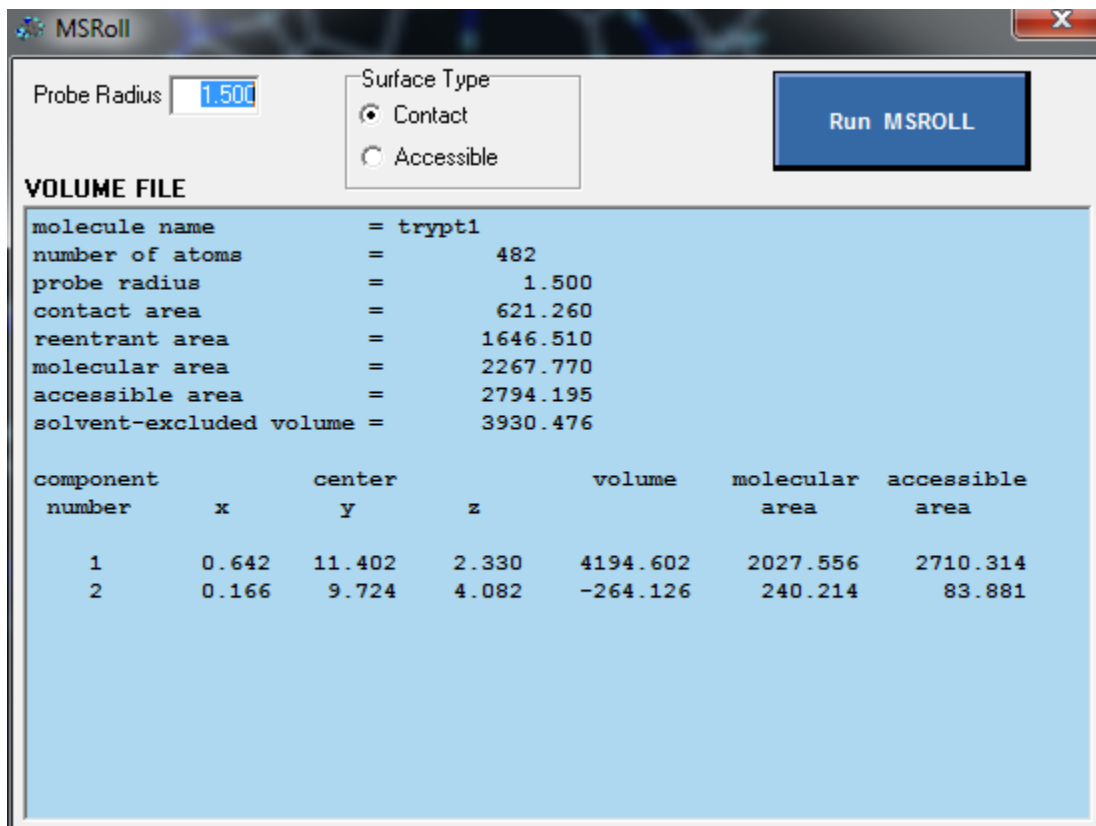 MSRoll
Probe Radius 1.500
Surface Type
Contact
Accessible
Run MSROLL
VOLUME FILE
molecule name = trypt1
number of atoms = 482
probe radius = 1.500
contact area = 621.260
reentrant area = 1646.510
molecular area = 2267.770
accessible area = 2794.195
solvent-excluded volume = 3930.476
component center volume molecular accessible
number x y z area area
1 0.642 11.402 2.330 4194.602 2027.556 2710.314
2 0.166 9.724 4.082 -264.126 240.214 83.881